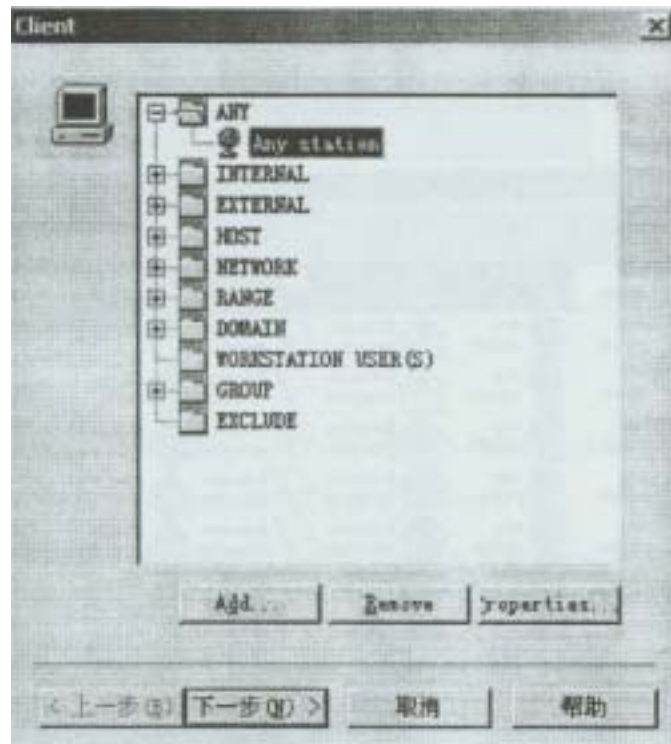 Client
ANY
Any station
INTERNAL
EXTERNAL
HOST
NETWORK
RANGE
DOMAIN
WORKSTATION USER(S)
GROUP
EXCLUDE
Add...
Remove
roperties...
< 上一步(B)
下一步(N) >
取消
帮助